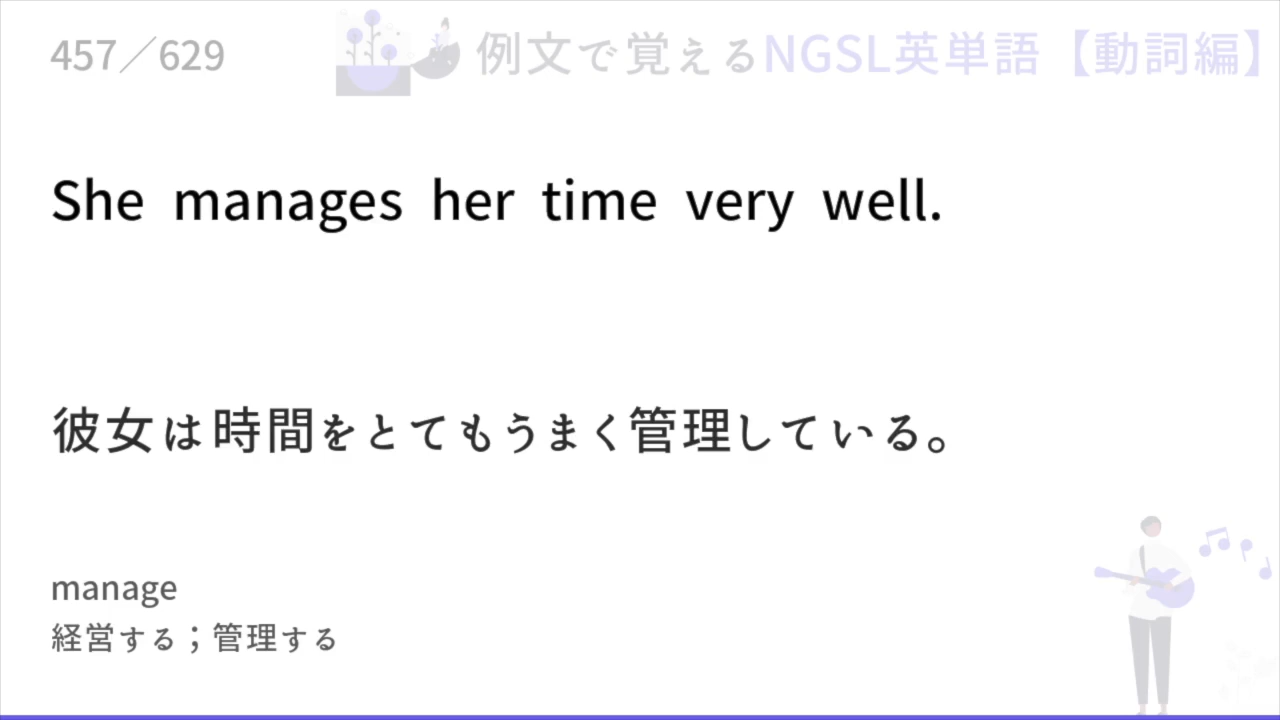 457／629
例文で覚えるNGSL英単語【動詞編】
She manages her time very well.
彼女は時間をとてもうまく管理している。
manage
経営する；管理する